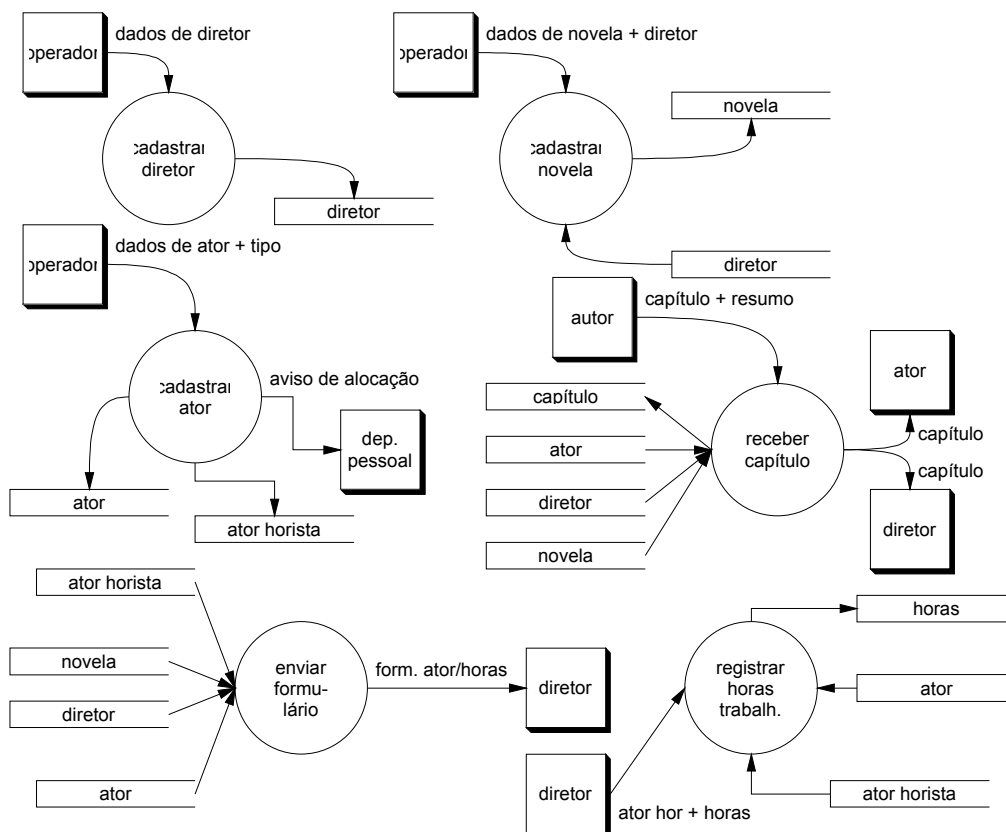 dados de diretor
operador
cadastrar
diretor
diretor
dados de novela + diretor
operador
cadastrar
novela
novela
diretor
dados de ator + tipo
operador
cadastrar
ator
aviso de alocação
dep.
pessoal
ator
ator horista
capítulo + resumo
autor
capítulo
ator
diretor
novela
receber
capítulo
ator
capítulo
capítulo
diretor
ator horista
novela
diretor
ator
enviar
formu-
lário
form. ator/horas
diretor
diretor
ator hor + horas
registrar
horas
trabalh.
horas
ator
ator horista